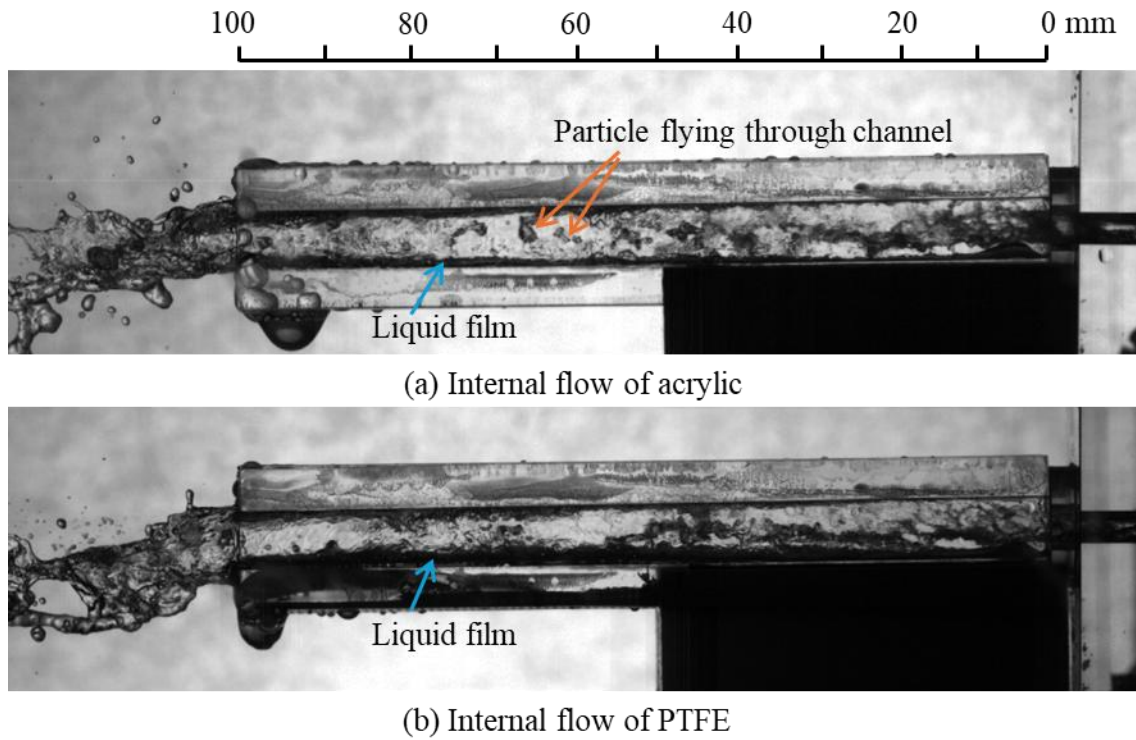 100 80 60 40 20 0 mm
Particle flying through channel
Liquid film
(a) Internal flow of acrylic
Liquid film
(b) Internal flow of PTFE